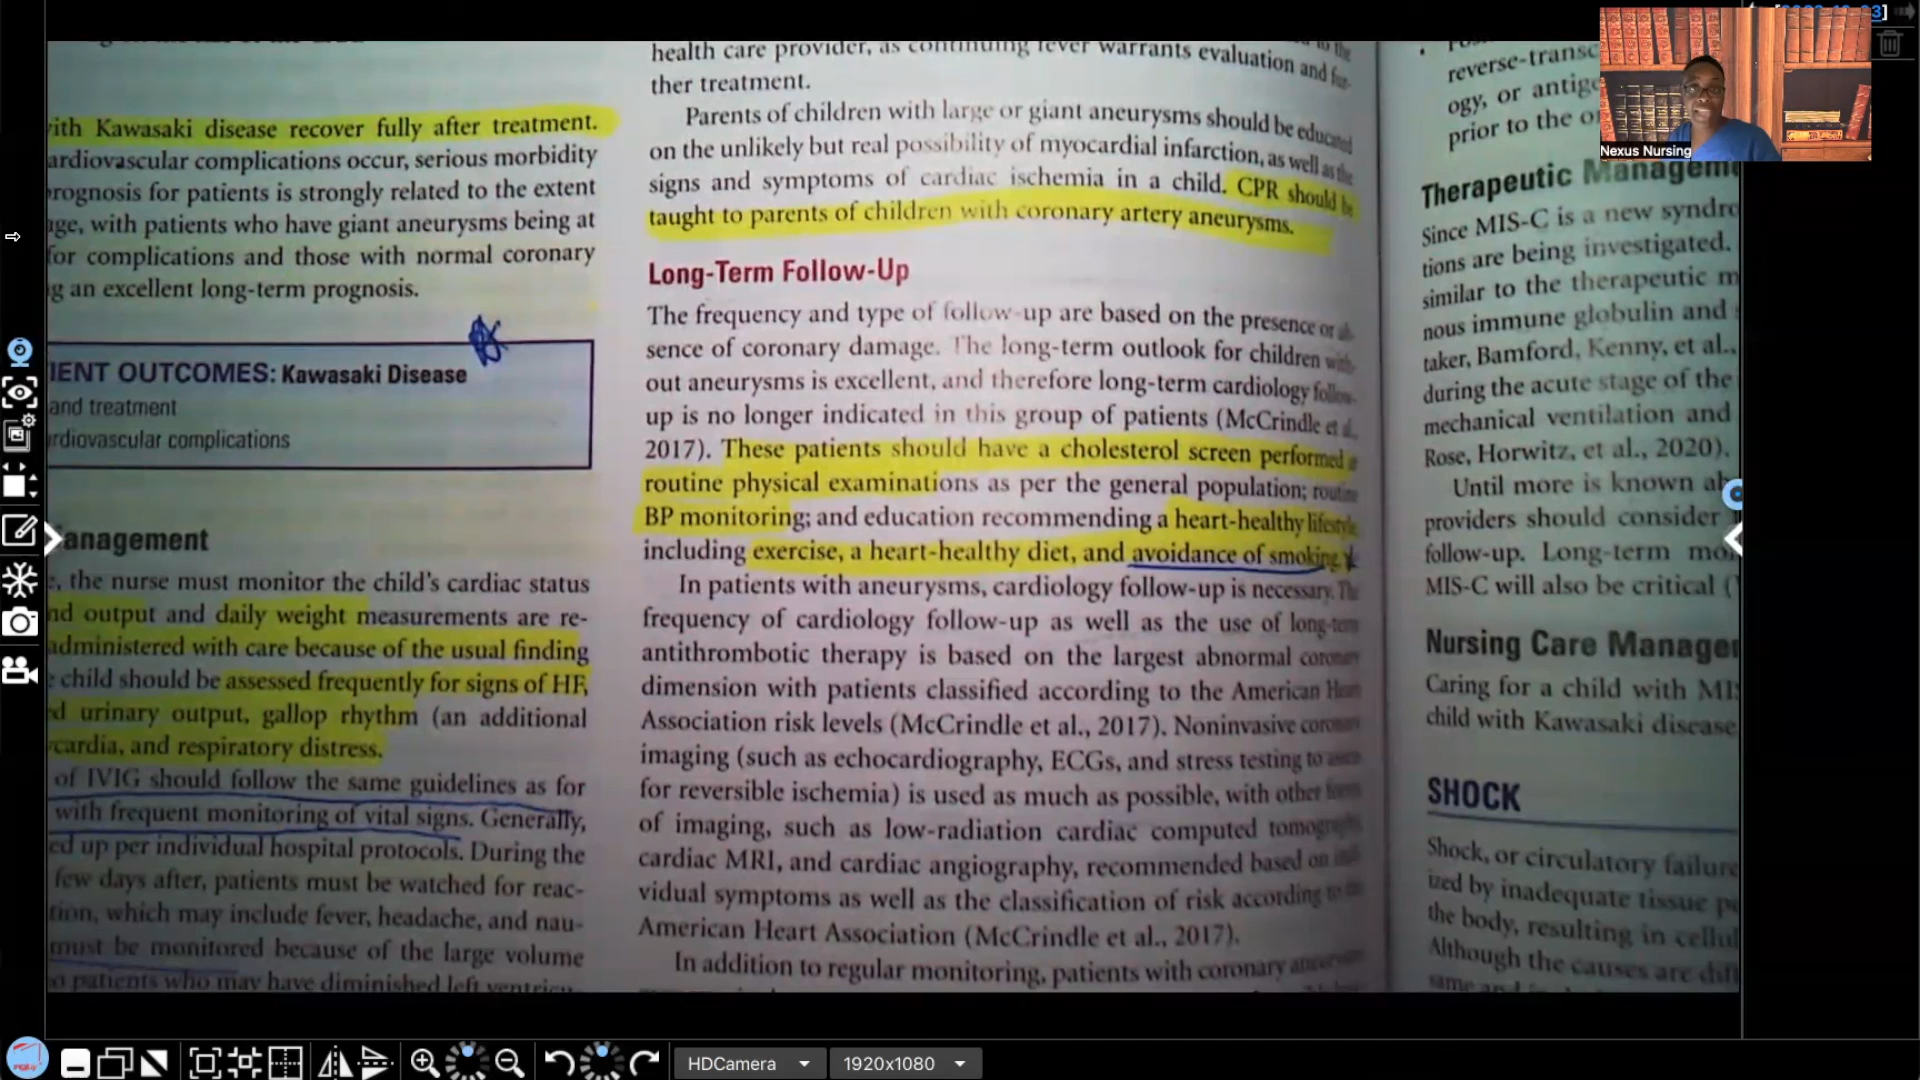 Nexus Nursing
with Kawasaki disease recover fully after treatment.
cardiovascular complications occur, serious morbidity
prognosis for patients is strongly related to the extent
age, with patients who have giant aneurysms being at
for complications and those with normal coronary
g an excellent long-term prognosis.
IENT OUTCOMES: Kawasaki Disease
and treatment
rdiovascular complications
anagement
, the nurse must monitor the child's cardiac status
nd output and daily weight measurements are re-
administered with care because of the usual finding
child should be assessed frequently for signs of HF,
d urinary output, gallop rhythm (an additional
cardia, and respiratory distress.
of IVIG should follow the same guidelines as for
with frequent monitoring of vital signs. Generally,
ed up per individual hospital protocols. During the
few days after, patients must be watched for reac-
tion, which may include fever, headache, and nau-
must be monitored because of the large volume
o patients who may have diminished left ventricu-
health care provider, as continuing fever warrants evaluation and fur-
ther treatment.
Parents of children with large or giant aneurysms should be educated
on the unlikely but real possibility of myocardial infarction, as well as the
signs and symptoms of cardiac ischemia in a child. CPR should be
taught to parents of children with coronary artery aneurysms.
Long-Term Follow-Up
The frequency and type of follow-up are based on the presence or ab-
sence of coronary damage. The long-term outlook for children with-
out aneurysms is excellent, and therefore long-term cardiology follow-
up is no longer indicated in this group of patients (McCrindle et al.,
2017). These patients should have a cholesterol screen performed at
routine physical examinations as per the general population; routine
BP monitoring; and education recommending a heart-healthy lifestyle
including exercise, a heart-healthy diet, and avoidance of smoking.
In patients with aneurysms, cardiology follow-up is necessary. The
frequency of cardiology follow-up as well as the use of long-term
antithrombotic therapy is based on the largest abnormal coronary
dimension with patients classified according to the American Heart
Association risk levels (McCrindle et al., 2017). Noninvasive coronary
imaging (such as echocardiography, ECGs, and stress testing to assess
for reversible ischemia) is used as much as possible, with other forms
of imaging, such as low-radiation cardiac computed tomography
cardiac MRI, and cardiac angiography, recommended based on indi-
vidual symptoms as well as the classification of risk according to the
American Heart Association (McCrindle et al., 2017).
In addition to regular monitoring, patients with coronary aneurysm
reverse-transc
ogy, or antige
prior to the o
Therapeutic Manageme
Since MIS-C is a new syndro
tions are being investigated.
similar to the therapeutic m
nous immune globulin and
taker, Bamford, Kenny, et al.,
during the acute stage of the
mechanical ventilation and
Rose, Horwitz, et al., 2020).
Until more is known ab
providers should consider
follow-up. Long-term mo
MIS-C will also be critical (
Nursing Care Manage
Caring for a child with MI
child with Kawasaki disease
SHOCK
Shock, or circulatory failure
ized by inadequate tissue p
the body, resulting in cellul
Although the causes are diff
same and
HDCamera
1920x1080